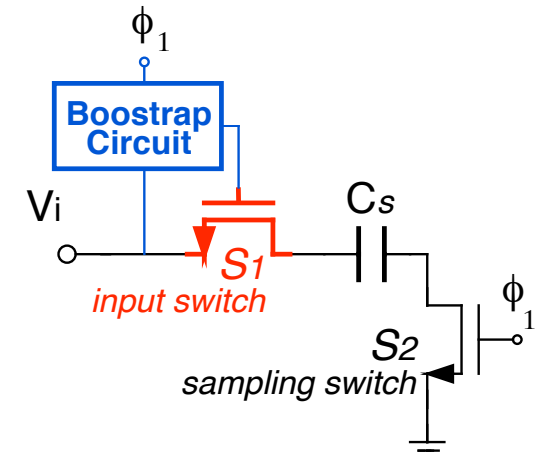 ϕ1
Boostrap
Circuit
Vi
Cs
S1
input switch
ϕ1
S2
sampling switch